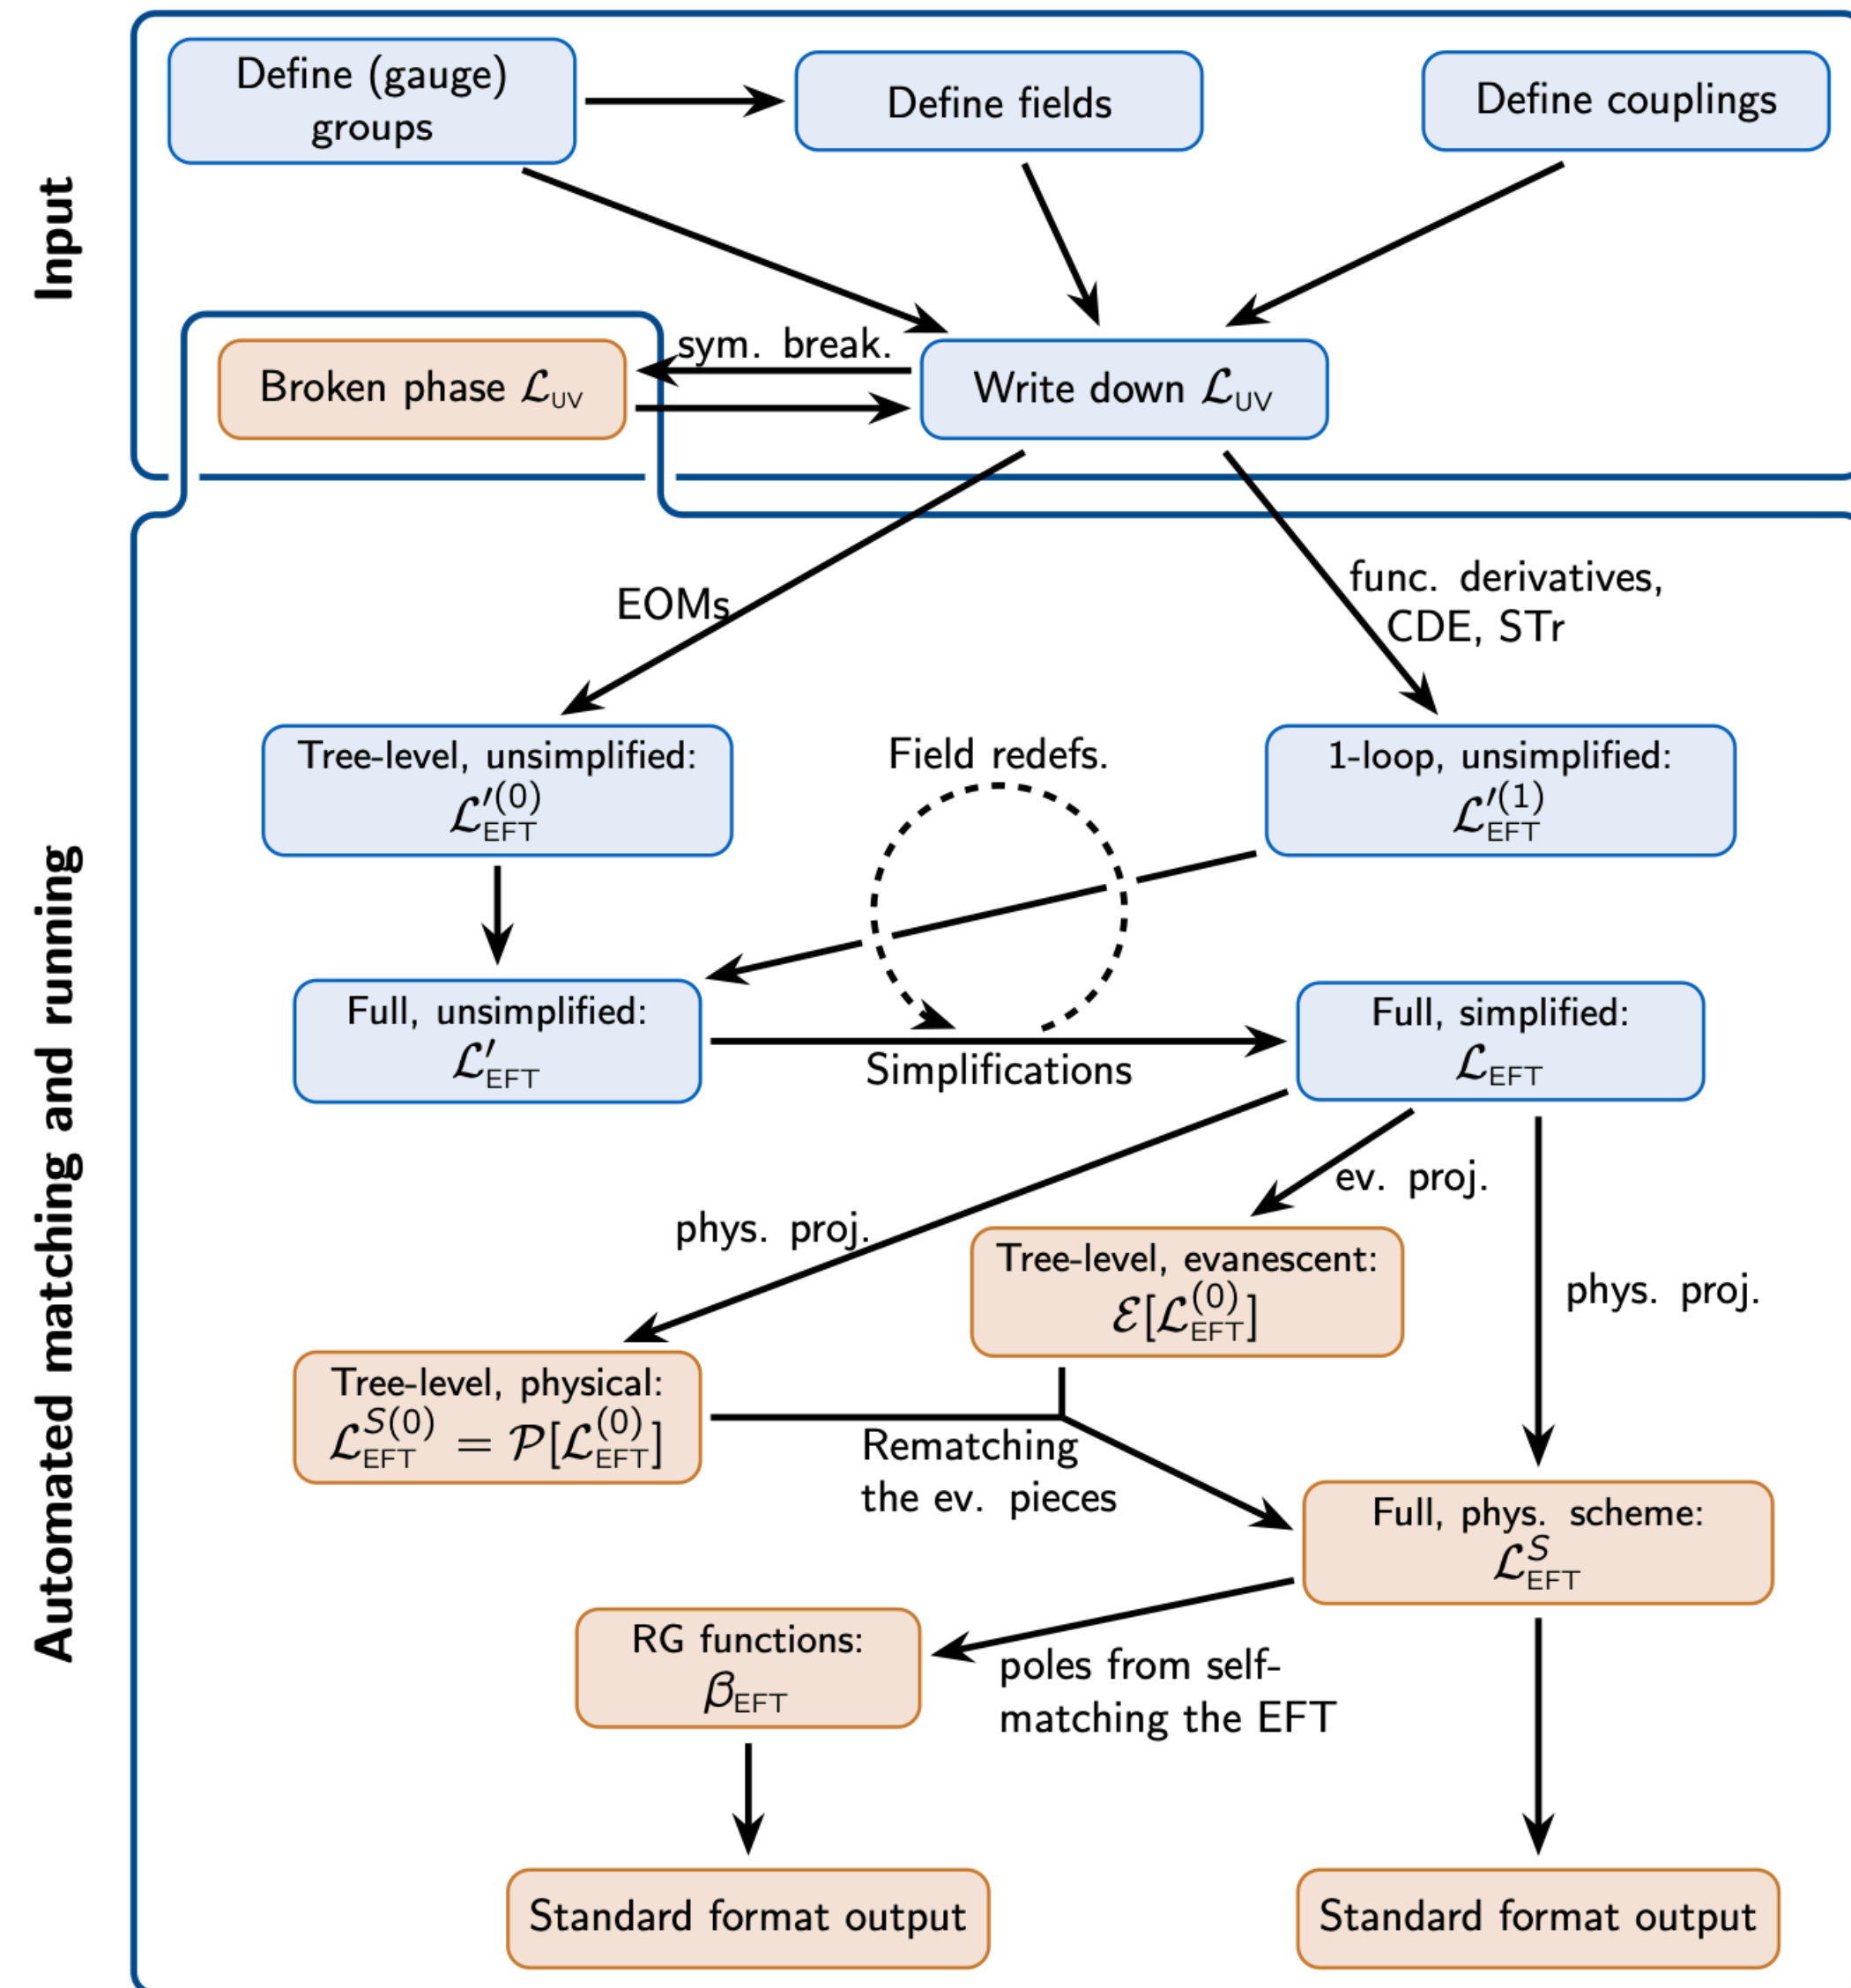 Input
Define (gauge)
groups
Define fields
Define couplings
sym. break.
Broken phase ℒ_UV
Write down ℒ_UV
Automated matching and running
EOMs
func. derivatives,
CDE, STr
Tree-level, unsimplified:
ℒ′^(0)_EFT
Field redefs.
1-loop, unsimplified:
ℒ′^(1)_EFT
Full, unsimplified:
ℒ′_EFT
Simplifications
Full, simplified:
ℒ_EFT
phys. proj.
ev. proj.
phys. proj.
Tree-level, evanescent:
ℰ[ℒ^(0)_EFT]
Tree-level, physical:
ℒ^S(0)_EFT = 𝒫[ℒ^(0)_EFT]
Rematching
the ev. pieces
Full, phys. scheme:
ℒ^S_EFT
RG functions:
β_EFT
poles from self-
matching the EFT
Standard format output
Standard format output